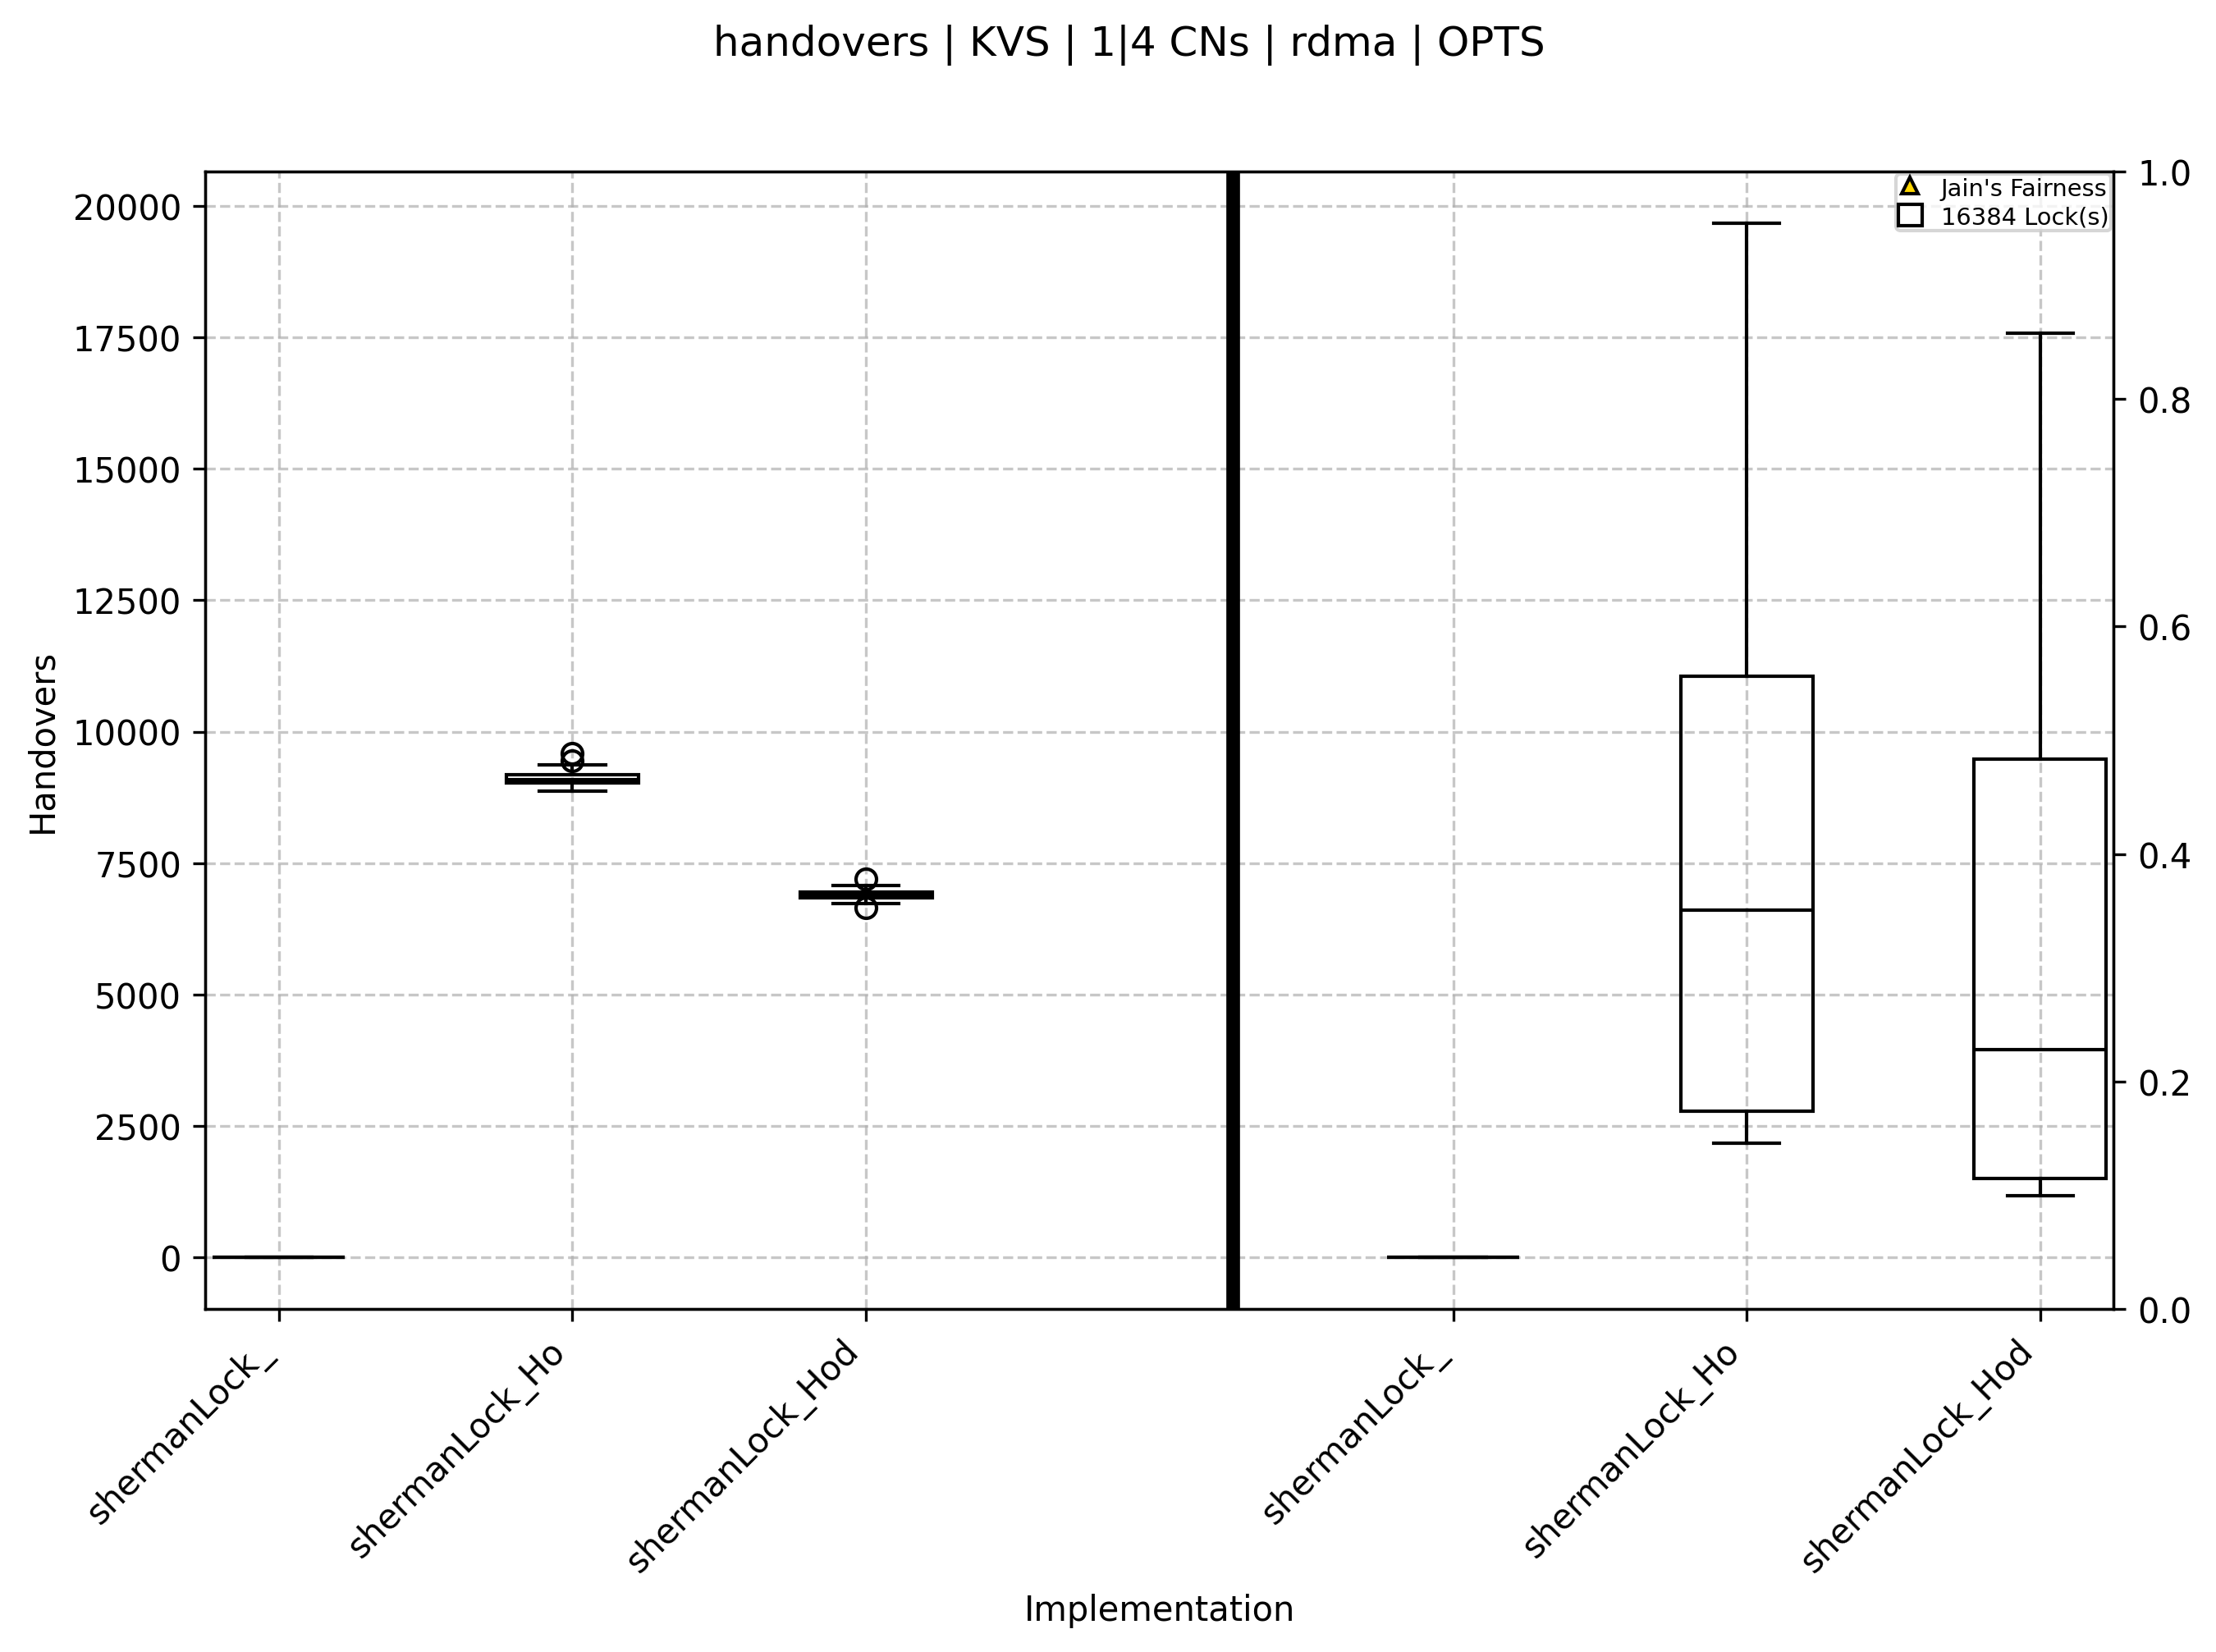 handovers | KVS | 1|4 CNs | rdma | OPTS
Jain's Fairness
16384 Lock(s)
Handovers
20000
17500
15000
12500
10000
7500
5000
2500
0
1.0
0.8
0.6
0.4
0.2
0.0
shermanLock_
shermanLock_Ho
shermanLock_Hod
shermanLock_
shermanLock_Ho
shermanLock_Hod
Implementation